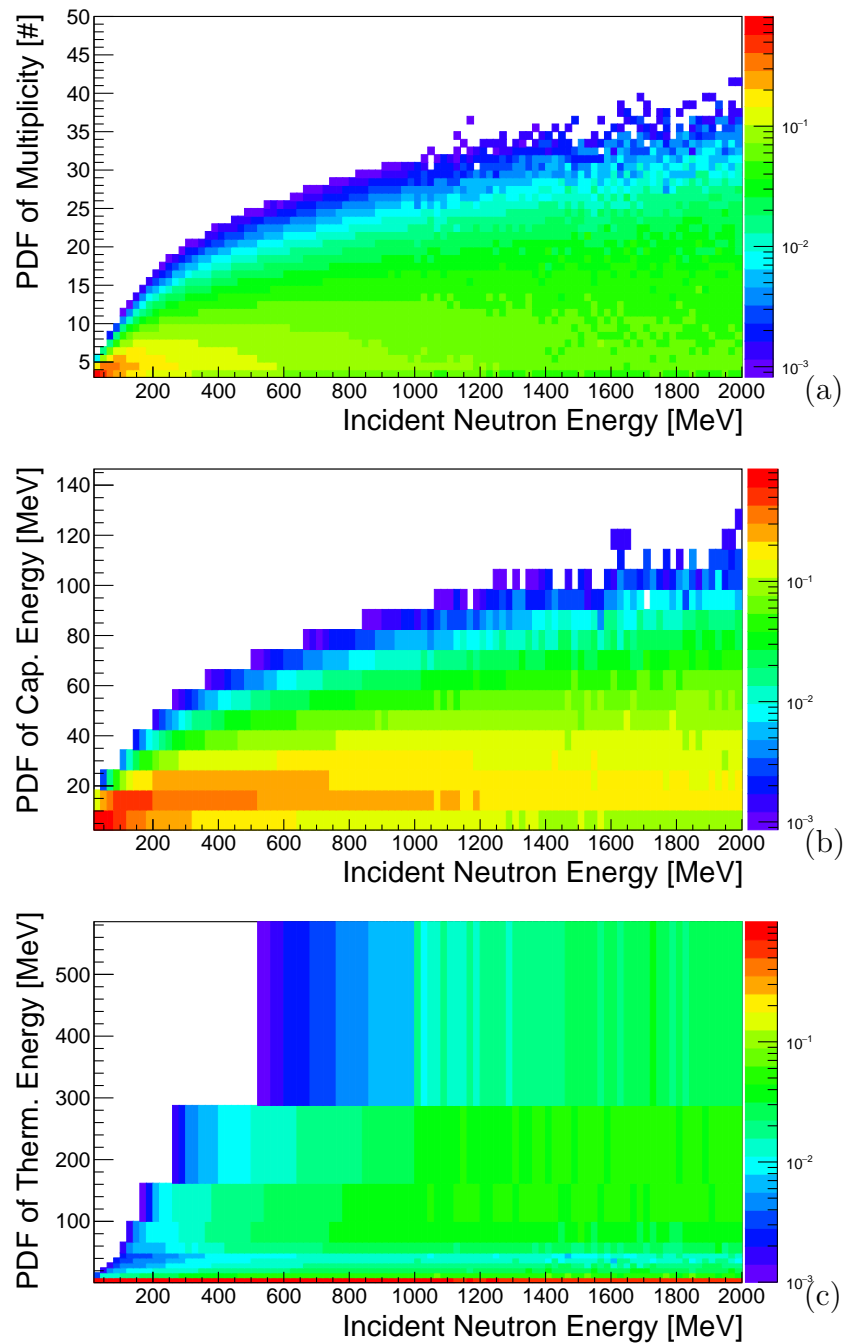 PDF of Multiplicity [#]
50
45
40
35
30
25
20
15
10
5
200 400 600 800 1000 1200 1400 1600 1800 2000
Incident Neutron Energy [MeV]
10⁻¹
10⁻²
10⁻³
(a)
PDF of Cap. Energy [MeV]
140
120
100
80
60
40
20
200 400 600 800 1000 1200 1400 1600 1800 2000
Incident Neutron Energy [MeV]
10⁻¹
10⁻²
10⁻³
(b)
PDF of Therm. Energy [MeV]
500
400
300
200
100
200 400 600 800 1000 1200 1400 1600 1800 2000
Incident Neutron Energy [MeV]
10⁻¹
10⁻²
10⁻³
(c)